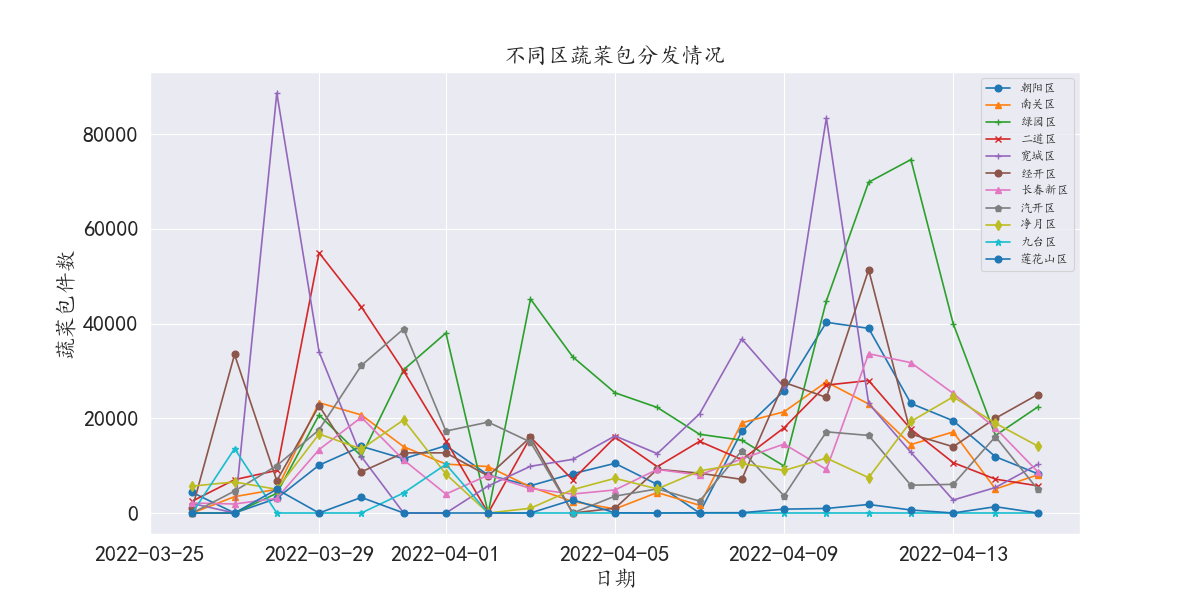 不同区蔬菜包分发情况
蔬菜包件数
80000
60000
40000
20000
0
朝阳区
南关区
绿园区
二道区
宽城区
经开区
长春新区
汽开区
净月区
九台区
莲花山区
2022-03-25
2022-03-29
2022-04-01
2022-04-05
2022-04-09
2022-04-13
日期